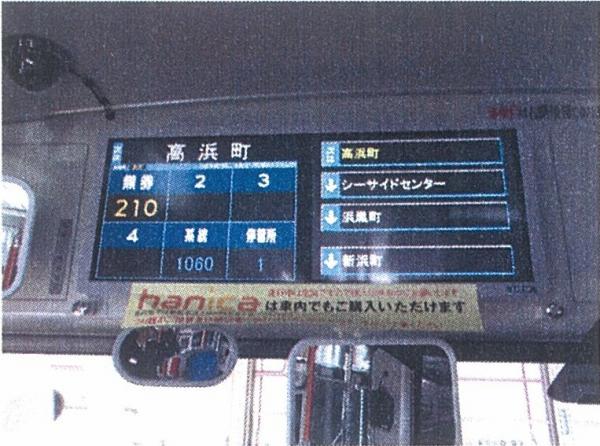 高浜町
無券
2
3
210
4
系統
停留所
1060
1
高浜町
シーサイドセンター
浜風町
新浜町
hanica は車内でもご購入いただけます